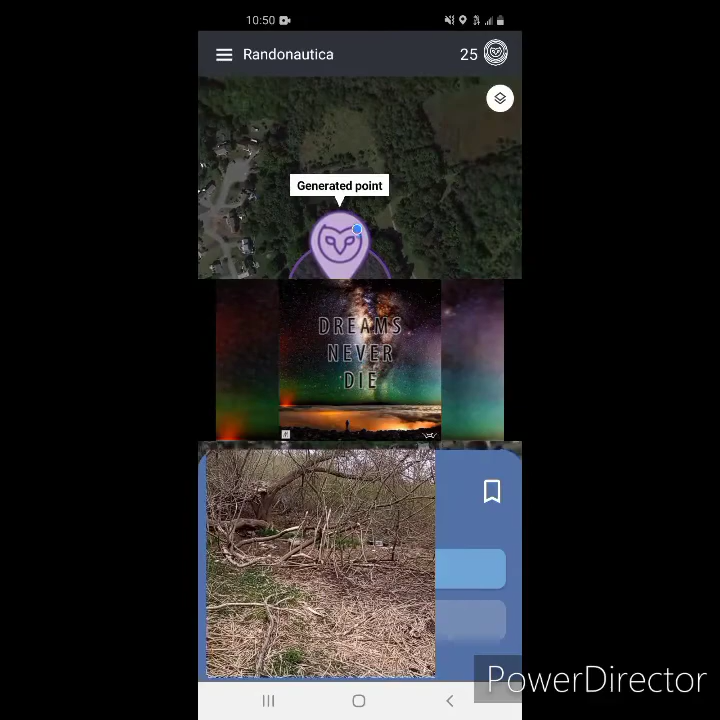 10:50
Randonautica
25
Generated point
DREAMS
NEVER
DIE
PowerDirector